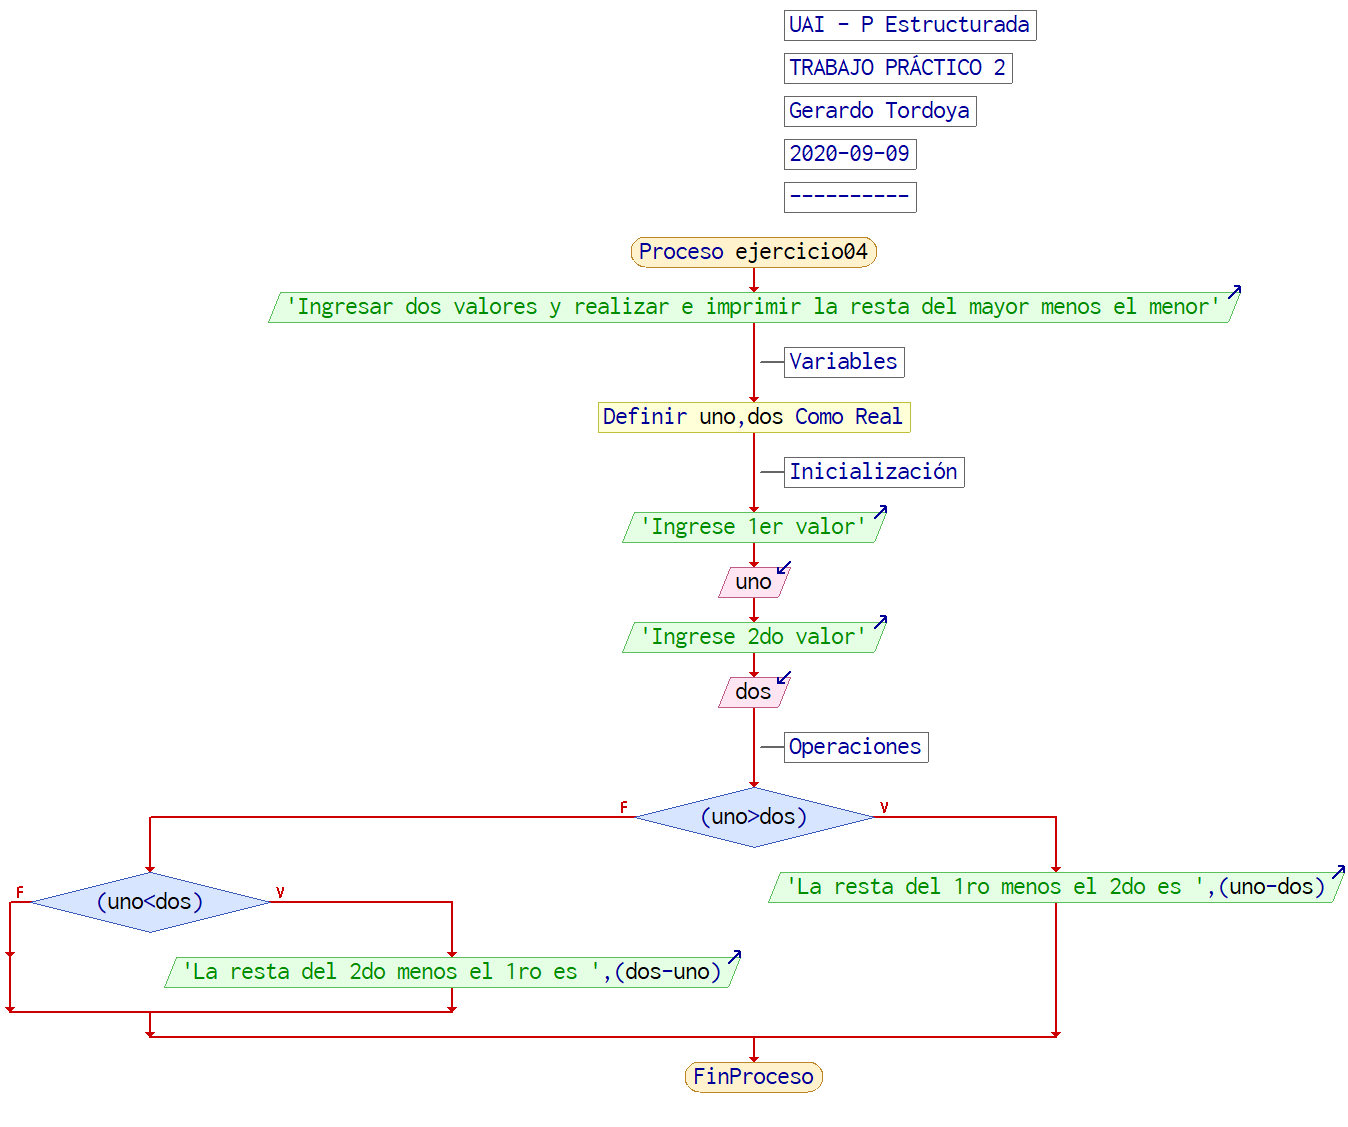 UAI - P Estructurada
TRABAJO PRÁCTICO 2
Gerardo Tordoya
2020-09-09
----------
Proceso ejercicio04
'Ingresar dos valores y realizar e imprimir la resta del mayor menos el menor'
Variables
Definir uno,dos Como Real
Inicialización
'Ingrese 1er valor'
uno
'Ingrese 2do valor'
dos
Operaciones
F
(uno>dos)
V
'La resta del 1ro menos el 2do es ',(uno-dos)
F
(uno<dos)
V
'La resta del 2do menos el 1ro es ',(dos-uno)
FinProceso